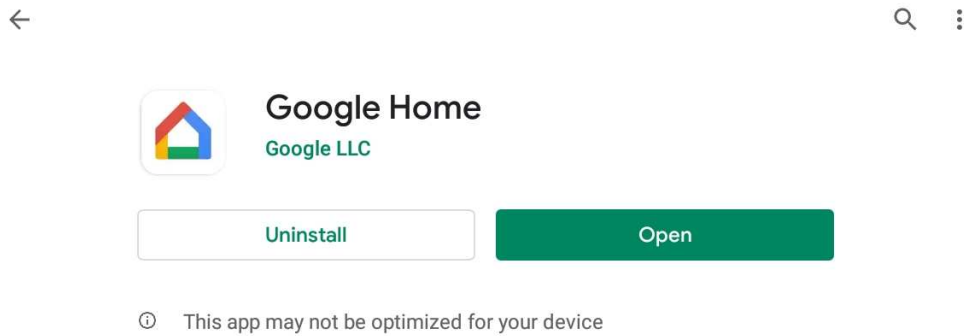 Google Home
Google LLC
Uninstall
Open
This app may not be optimized for your device